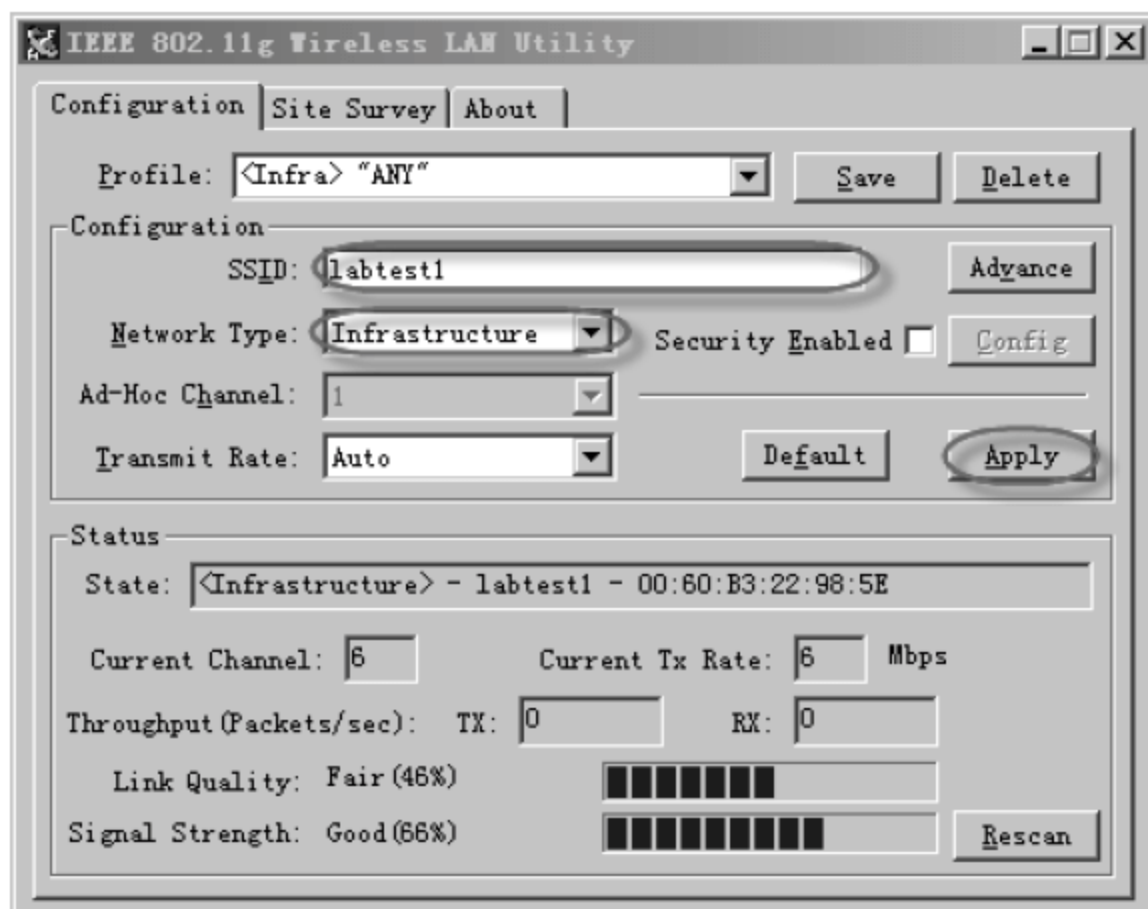 IEEE 802.11g Wireless LAN Utility
Configuration Site Survey About
Profile: <Infra> "ANY" Save Delete
Configuration
SSID: labtest1 Advance
Network Type: Infrastructure Security Enabled Config
Ad-Hoc Channel: 1
Transmit Rate: Auto Default Apply
Status
State: <Infrastructure> - labtest1 - 00:60:B3:22:98:5E
Current Channel: 6 Current Tx Rate: 6 Mbps
Throughput(Packets/sec): TX: 0 RX: 0
Link Quality: Fair(46%)
Signal Strength: Good(66%) Rescan